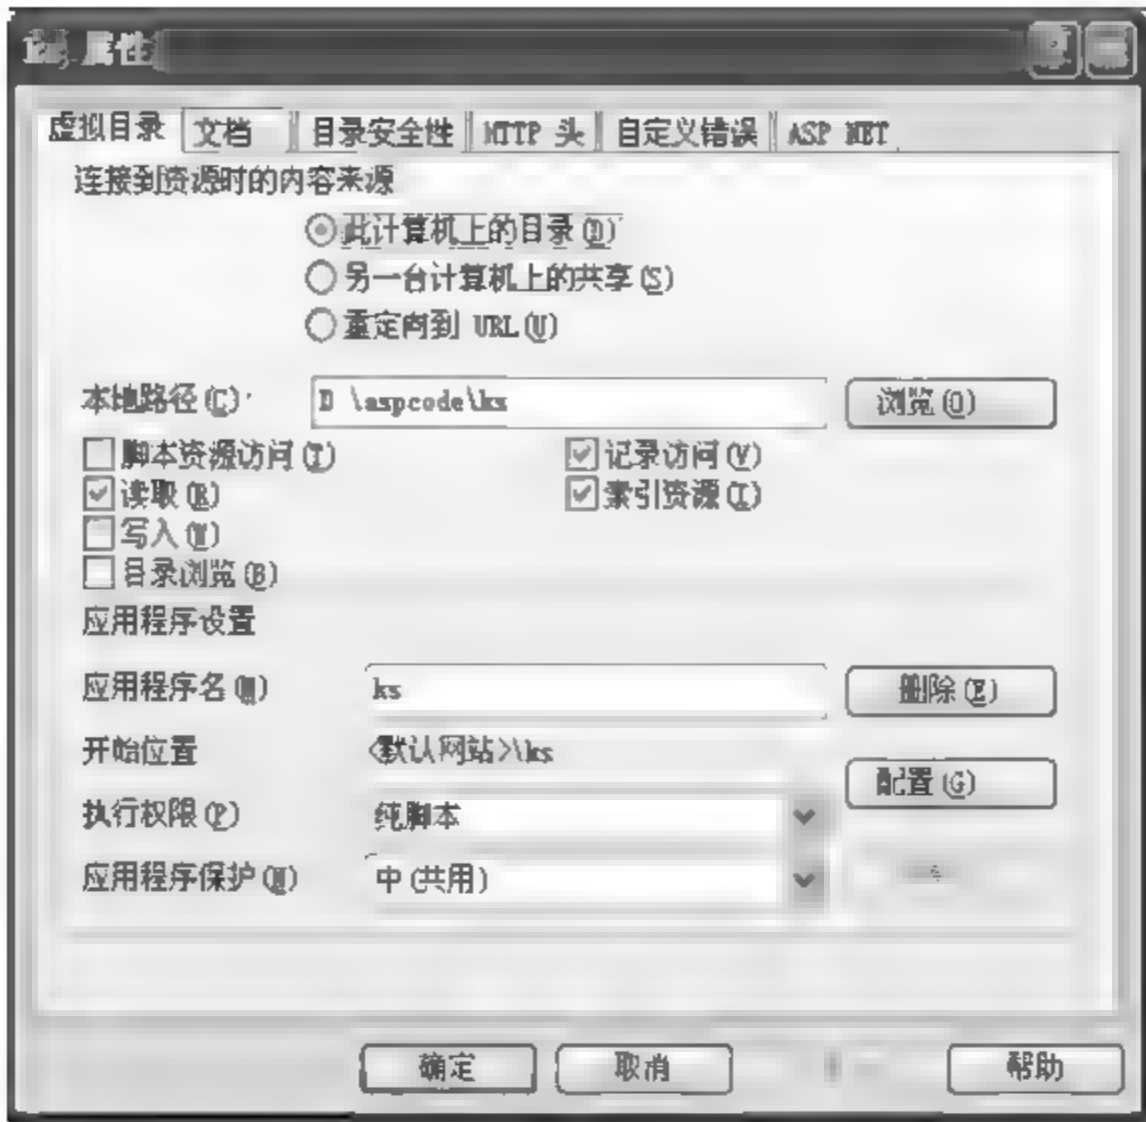 属性
虚拟目录 文档 目录安全性 HTTP 头 自定义错误 ASP NET
连接到资源时的内容来源
此计算机上的目录(D)
另一台计算机上的共享(S)
重定向到 URL(U)
本地路径(C) D \aspcode\ks 浏览(O)
脚本资源访问(T) 记录访问(V)
读取(R) 索引资源(I)
写入(W)
目录浏览(B)
应用程序设置
应用程序名(M) ks 删除(E)
开始位置 <默认网站>\ks
配置(G)
执行权限(P) 纯脚本
应用程序保护(N) 中(共用)
确定 取消 帮助